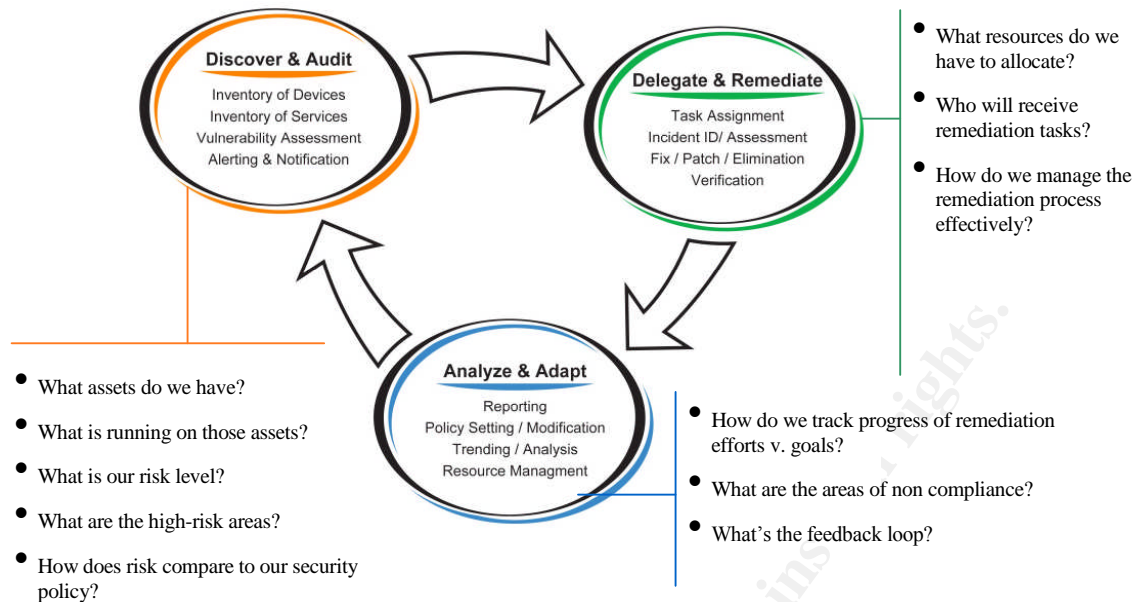 Discover & Audit
Inventory of Devices
Inventory of Services
Vulnerability Assessment
Alerting & Notification
Delegate & Remediate
Task Assignment
Incident ID/ Assessment
Fix / Patch / Elimination
Verification
• What resources do we
have to allocate?
• Who will receive
remediation tasks?
• How do we manage the
remediation process
effectively?
Analyze & Adapt
Reporting
Policy Setting / Modification
Trending / Analysis
Resource Managment
• What assets do we have?
• What is running on those assets?
• What is our risk level?
• What are the high-risk areas?
• How does risk compare to our security
policy?
• How do we track progress of remediation
efforts v. goals?
• What are the areas of non compliance?
• What’s the feedback loop?
rights.